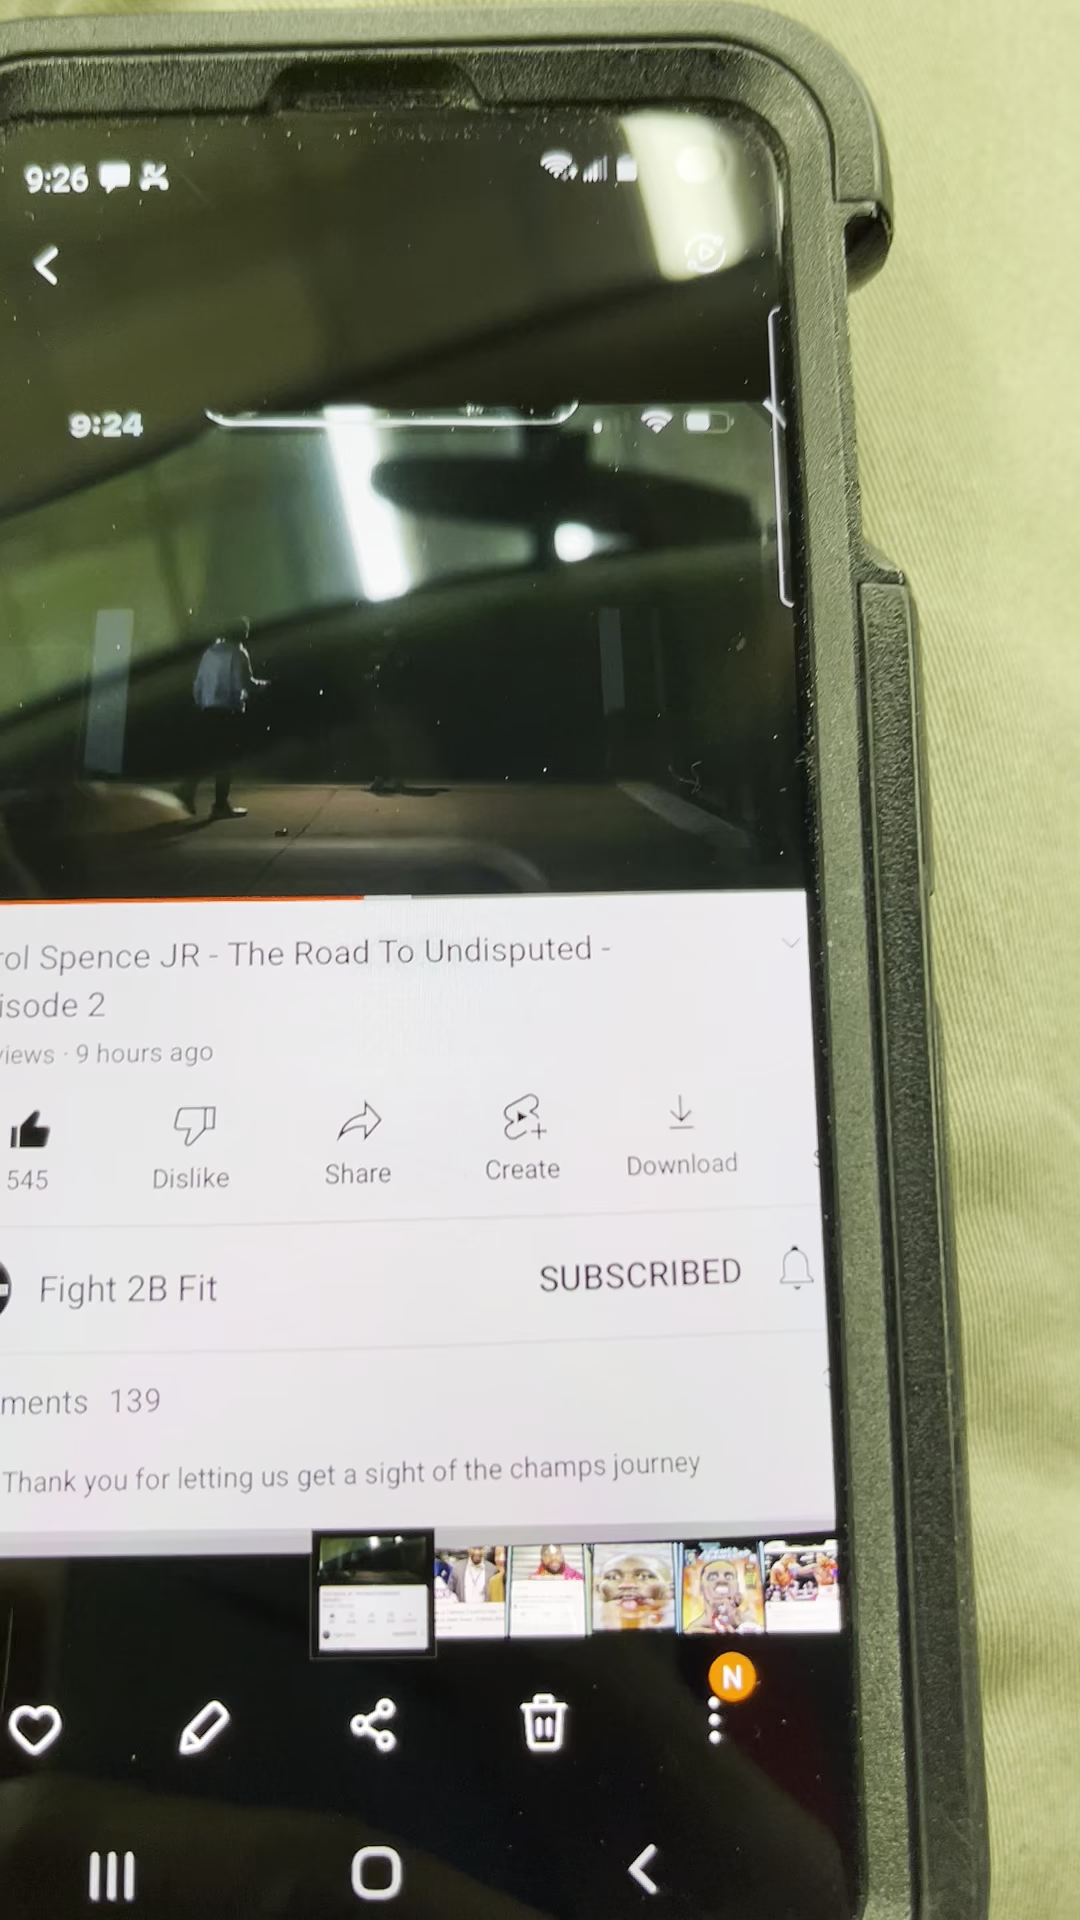 9:26
9:24
rol Spence JR - The Road To Undisputed -
isode 2
views · 9 hours ago
545
Dislike
Share
Create
Download
Fight 2B Fit
SUBSCRIBED
ments 139
Thank you for letting us get a sight of the champs journey
N